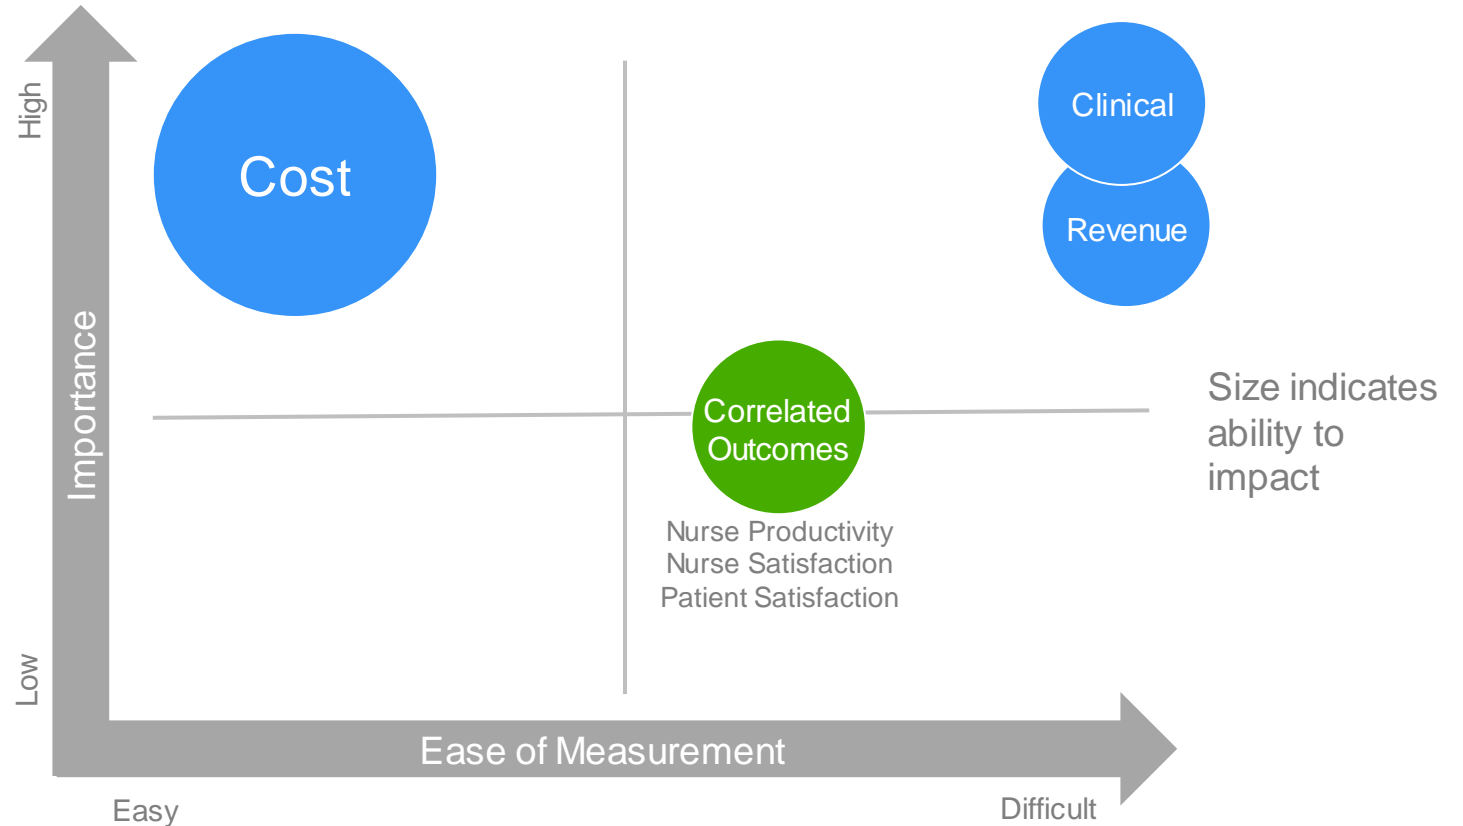 High
Clinical
Cost
Revenue
Importance
Size indicates
ability to
impact
Correlated
Outcomes
Nurse Productivity
Nurse Satisfaction
Patient Satisfaction
Low
Ease of Measurement
Easy
Difficult